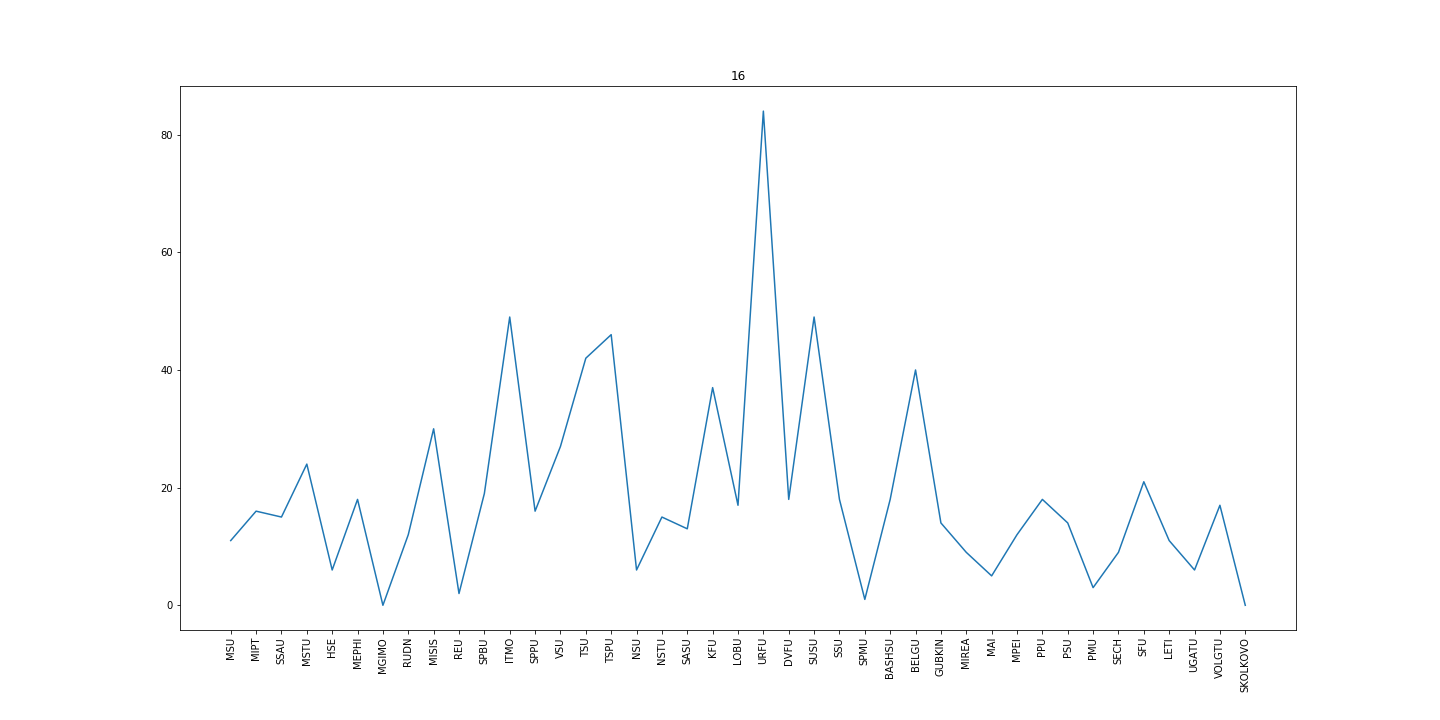 16
80
60
40
20
0
MSU
MIPT
SSAU
MSTU
HSE
MEPHI
MGIMO
RUDN
MISIS
REU
SPBU
ITMO
SPPU
VSU
TSU
TSPU
NSU
NSTU
SASU
KFU
LOBU
URFU
DVFU
SUSU
SSU
SPMU
BASHSU
BELGU
GUBKIN
MIREA
MAI
MPEI
PPU
PSU
PMU
SECH
SFU
LETI
UGATU
VOLGTU
SKOLKOVO